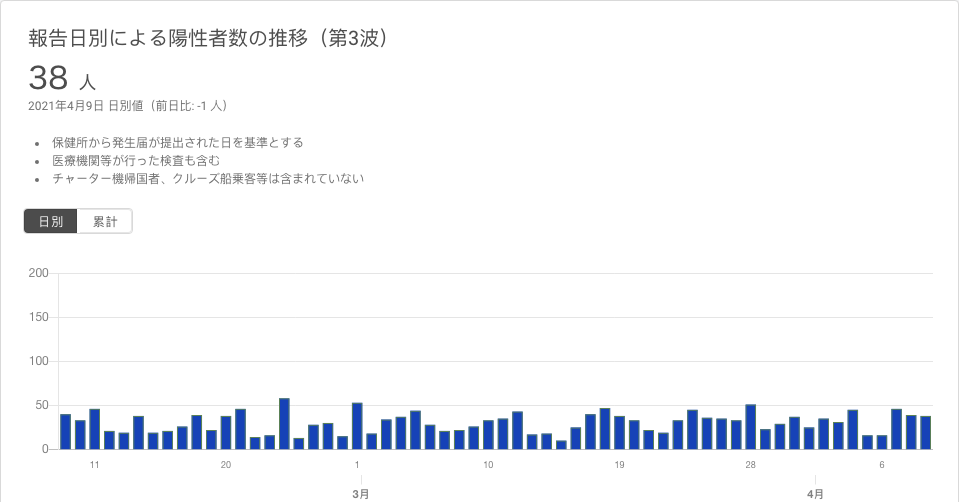 報告日別による陽性者数の推移（第3波）
38 人
2021年4月9日 日別値（前日比: -1 人）
• 保健所から発生届が提出された日を基準とする
• 医療機関等が行った検査も含む
• チャーター機帰国者、クルーズ船乗客等は含まれていない
日別 累計
200
150
100
50
0
11 20 1 10 19 28 6
3月 4月